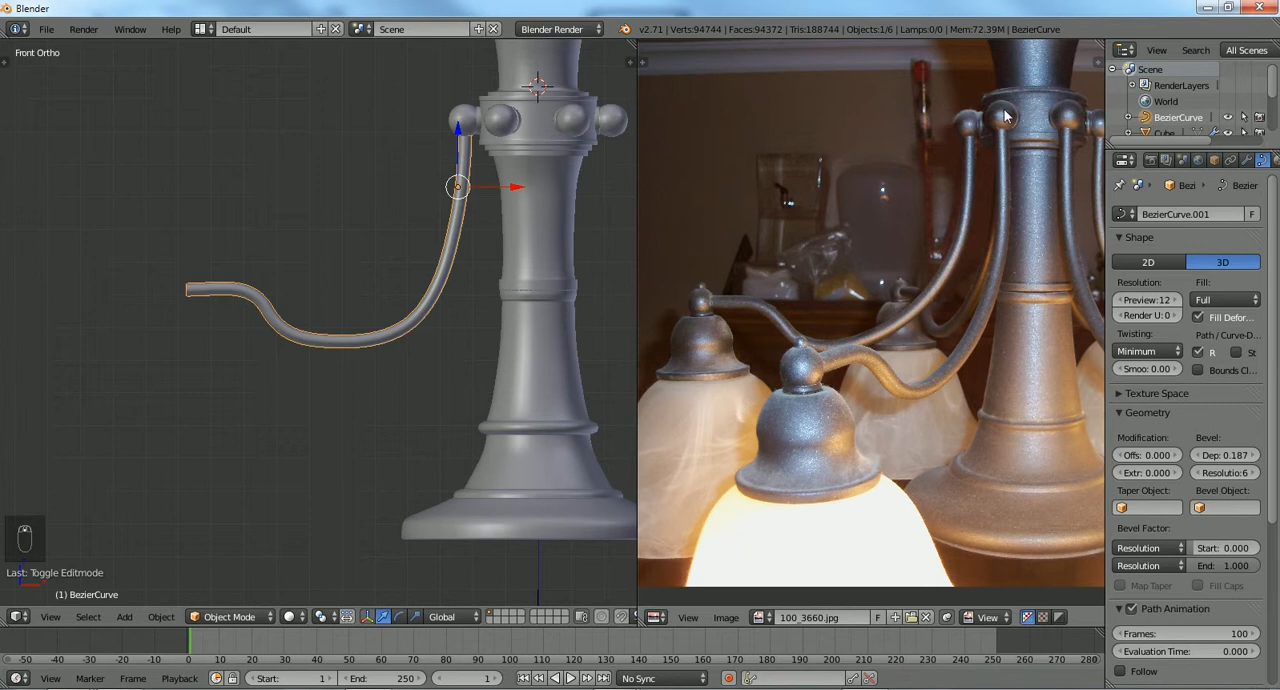 Blender
File Render Window Help Default Scene Blender Render v2.71 | Verts:94744 | Faces:94372 | Tris:188744 | Objects:1/6 | Lamps:0/0 | Mem:72.39M | BezierCurve
Front Ortho
View Search All Scenes
Scene
RenderLayers
World
BezierCurve
Cube
Bezi Bezier
BezierCurve.001 F
Shape
2D 3D
Resolution: Fill:
Preview:12 Full
Render U: 0 Fill Defor...
Twisting: Path / Curve-D...
Minimum R St
Smoo: 0.00 Bounds Cl...
Texture Space
Geometry
Modification: Bevel:
Offs: 0.000 Dep: 0.187
Extr: 0.000 Resolutio:6
Taper Object: Bevel Object:
Bevel Factor:
Resolution Start: 0.000
Resolution End: 1.000
Map Taper Fill Caps
Path Animation
Frames: 100
Evaluation Time: 0.000
Follow
Last: Toggle Editmode
(1) BezierCurve
View Select Add Object Object Mode Global View Image 100_3660.jpg F View
-50 -40 -30 -20 -10 0 10 20 30 40 50 60 70 80 90 100 110 120 130 140 150 160 170 180 190 200 210 220 230 240 250 260 270 280
View Marker Frame Playback Start: 1 End: 250 1 No Sync